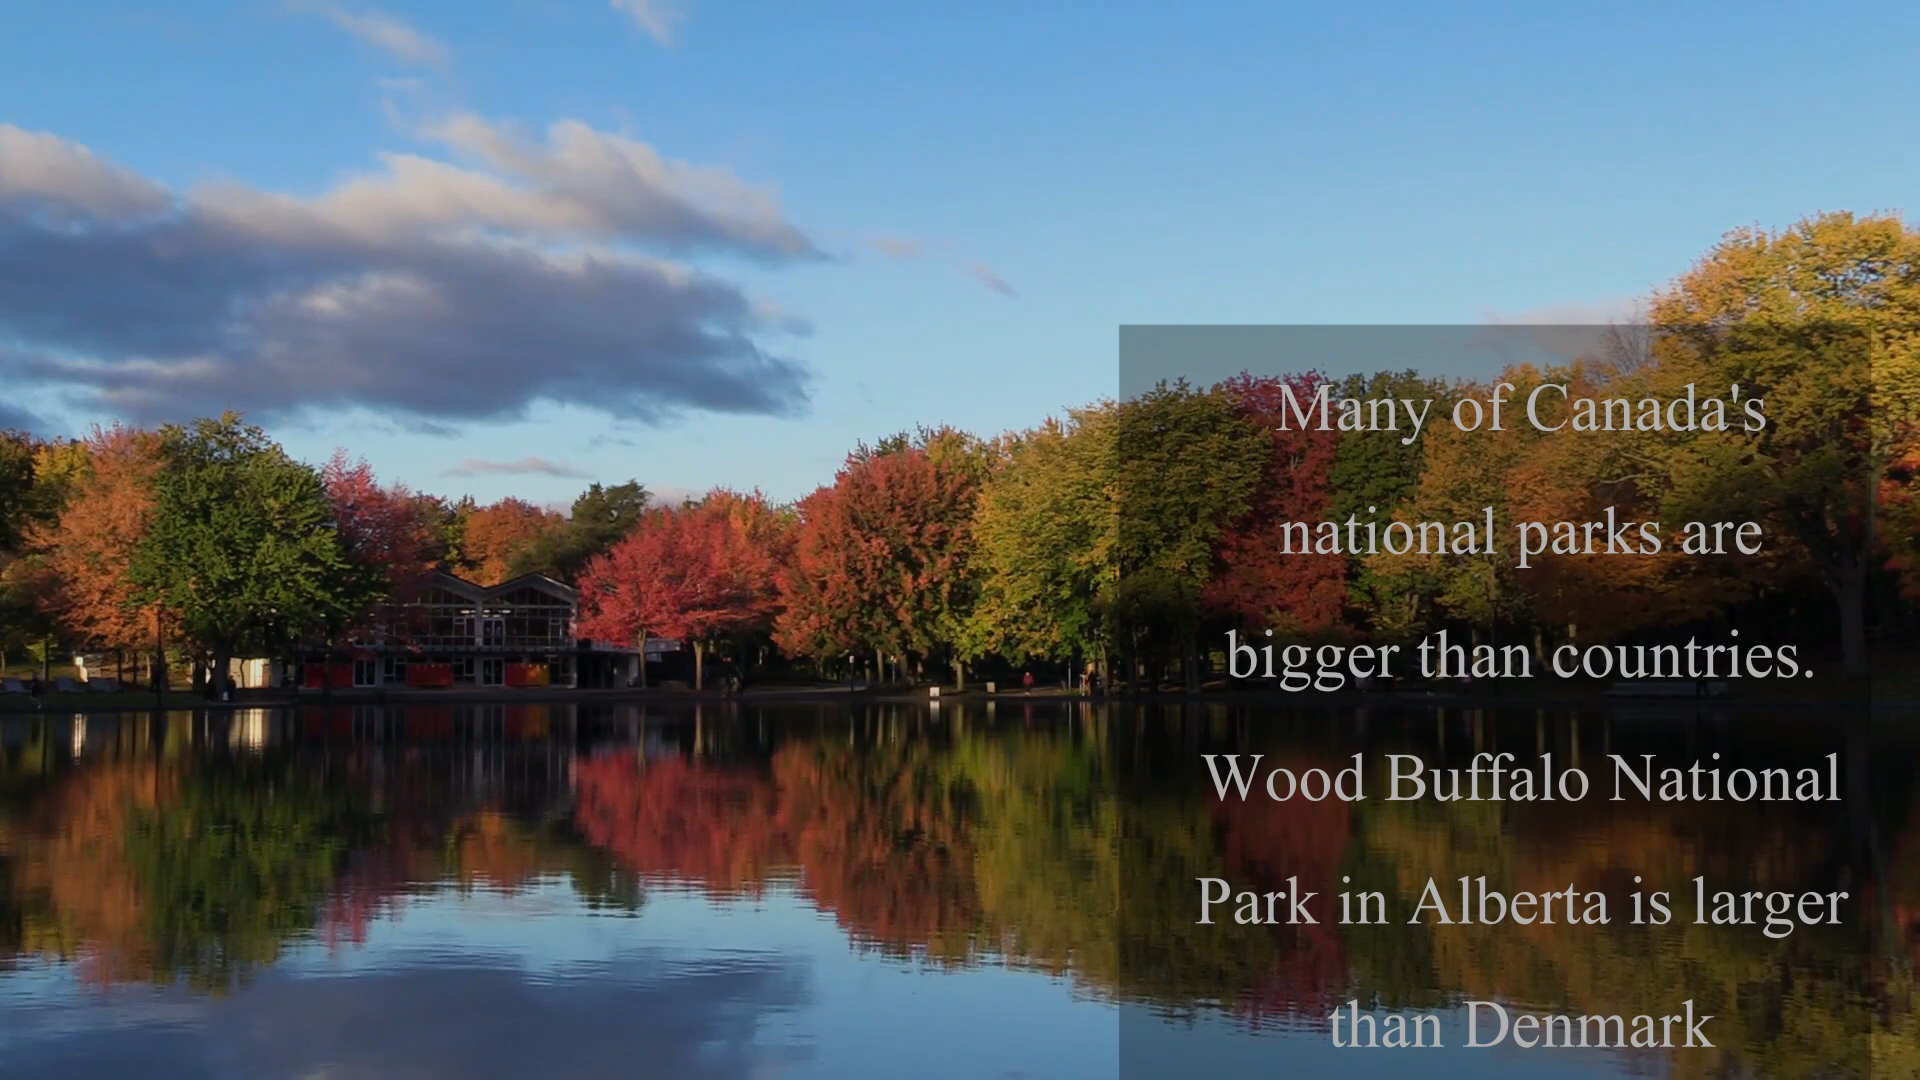 Many of Canada's
national parks are
bigger than countries.
Wood Buffalo National
Park in Alberta is larger
than Denmark